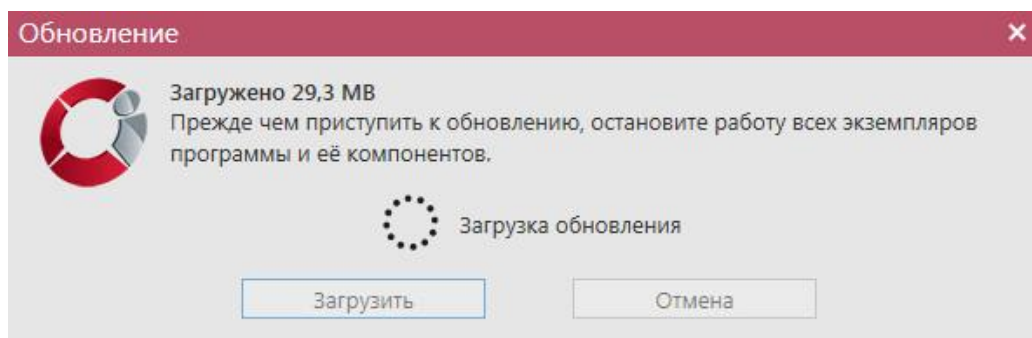 Обновление
Загружено 29,3 MB
Прежде чем приступить к обновлению, остановите работу всех экземпляров
программы и её компонентов.
Загрузка обновления
Загрузить
Отмена